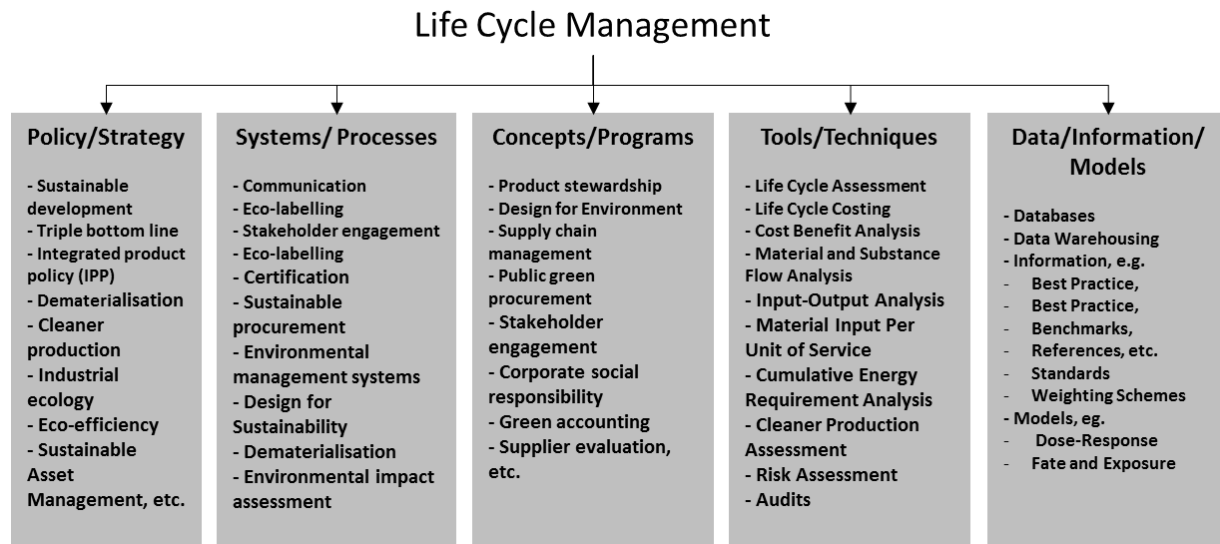 Life Cycle Management
Policy/Strategy
- Sustainable
development
- Triple bottom line
- Integrated product
policy (IPP)
- Dematerialisation
- Cleaner
production
- Industrial
ecology
- Eco-efficiency
- Sustainable
Asset
Management, etc.
Systems/ Processes
- Communication
- Eco-labelling
- Stakeholder engagement
- Eco-labelling
- Certification
- Sustainable
procurement
- Environmental
management systems
- Design for
Sustainability
- Dematerialisation
- Environmental impact
assessment
Concepts/Programs
- Product stewardship
- Design for Environment
- Supply chain
management
- Public green
procurement
- Stakeholder
engagement
- Corporate social
responsibility
- Green accounting
- Supplier evaluation,
etc.
Tools/Techniques
- Life Cycle Assessment
- Life Cycle Costing
- Cost Benefit Analysis
- Material and Substance
Flow Analysis
- Input-Output Analysis
- Material Input Per
Unit of Service
- Cumulative Energy
Requirement Analysis
- Cleaner Production
Assessment
- Risk Assessment
- Audits
Data/Information/
Models
- Databases
- Data Warehousing
- Information, e.g.
- Best Practice,
- Best Practice,
- Benchmarks,
- References, etc.
- Standards
- Weighting Schemes
- Models, eg.
- Dose-Response
- Fate and Exposure